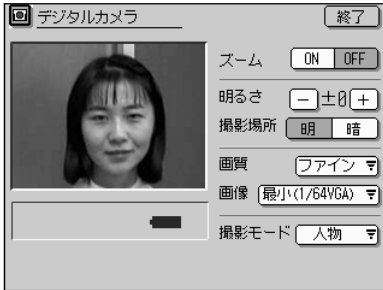 デジタルカメラ
終了
ズーム ON OFF
明るさ － ±0 ＋
撮影場所 明 暗
画質 ファイン ▼
画像 最小(1/64VGA) ▼
撮影モード 人物 ▼